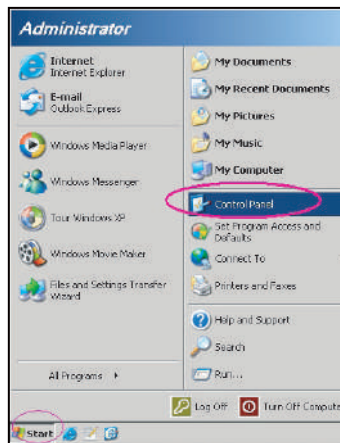 Administrator
Internet
Internet Explorer
E-mail
Outlook Express
Windows Media Player
Windows Messenger
Tour Windows XP
Windows Movie Maker
Files and Settings Transfer
Wizard
All Programs
My Documents
My Recent Documents
My Pictures
My Music
My Computer
Control Panel
Set Program Access and
Defaults
Connect To
Printers and Faxes
Help and Support
Search
Run...
Log Off
Turn Off Compute
Start